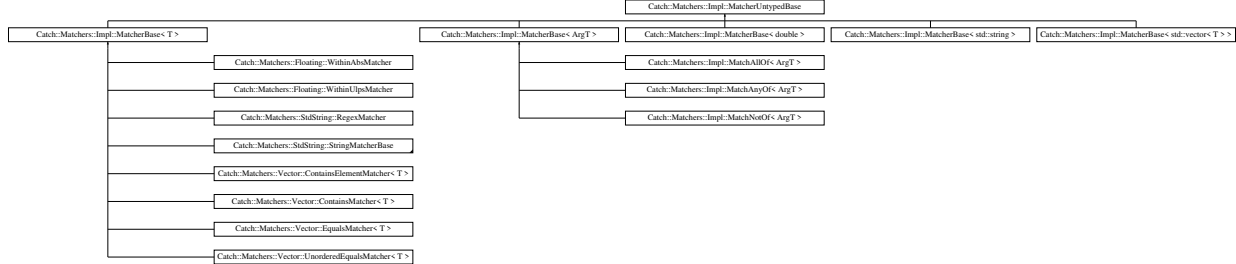 Catch::Matchers::Impl::MatcherUntypedBase
Catch::Matchers::Impl::MatcherBase< T >
Catch::Matchers::Impl::MatcherBase< ArgT >
Catch::Matchers::Impl::MatcherBase< double >
Catch::Matchers::Impl::MatcherBase< std::string >
Catch::Matchers::Impl::MatcherBase< std::vector< T > >
Catch::Matchers::Floating::WithinAbsMatcher
Catch::Matchers::Impl::MatchAllOf< ArgT >
Catch::Matchers::Floating::WithinUlpsMatcher
Catch::Matchers::Impl::MatchAnyOf< ArgT >
Catch::Matchers::StdString::RegexMatcher
Catch::Matchers::Impl::MatchNotOf< ArgT >
Catch::Matchers::StdString::StringMatcherBase
Catch::Matchers::Vector::ContainsElementMatcher< T >
Catch::Matchers::Vector::ContainsMatcher< T >
Catch::Matchers::Vector::EqualsMatcher< T >
Catch::Matchers::Vector::UnorderedEqualsMatcher< T >